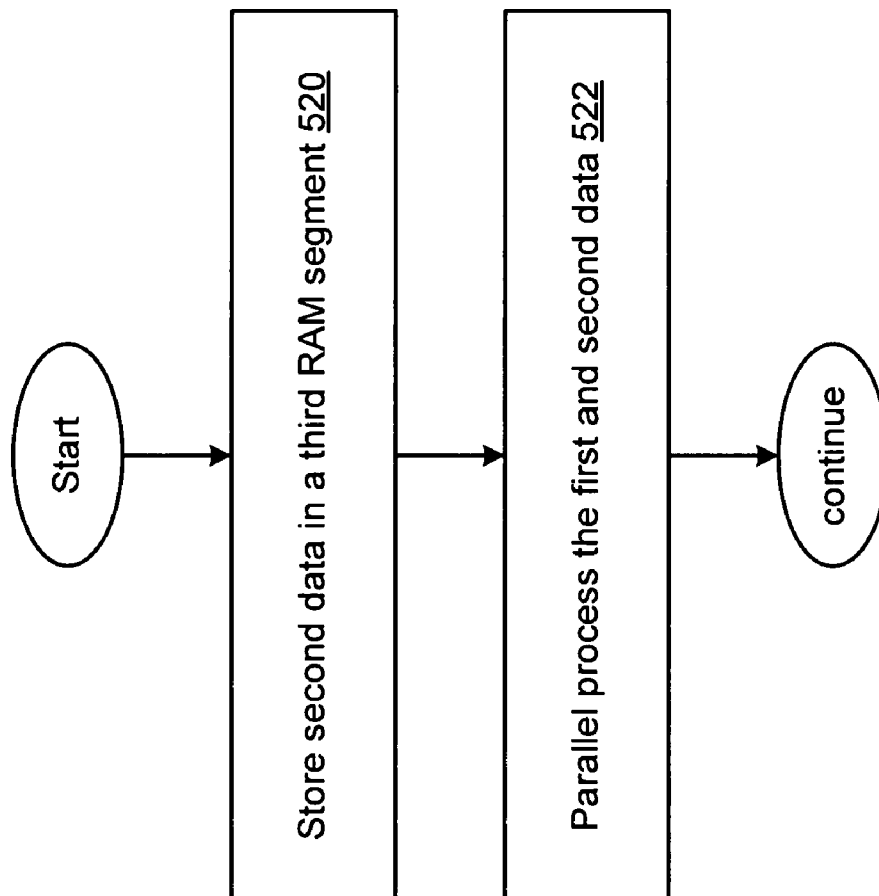 Start
Store second data in a third RAM segment 520
Parallel process the first and second data 522
continue